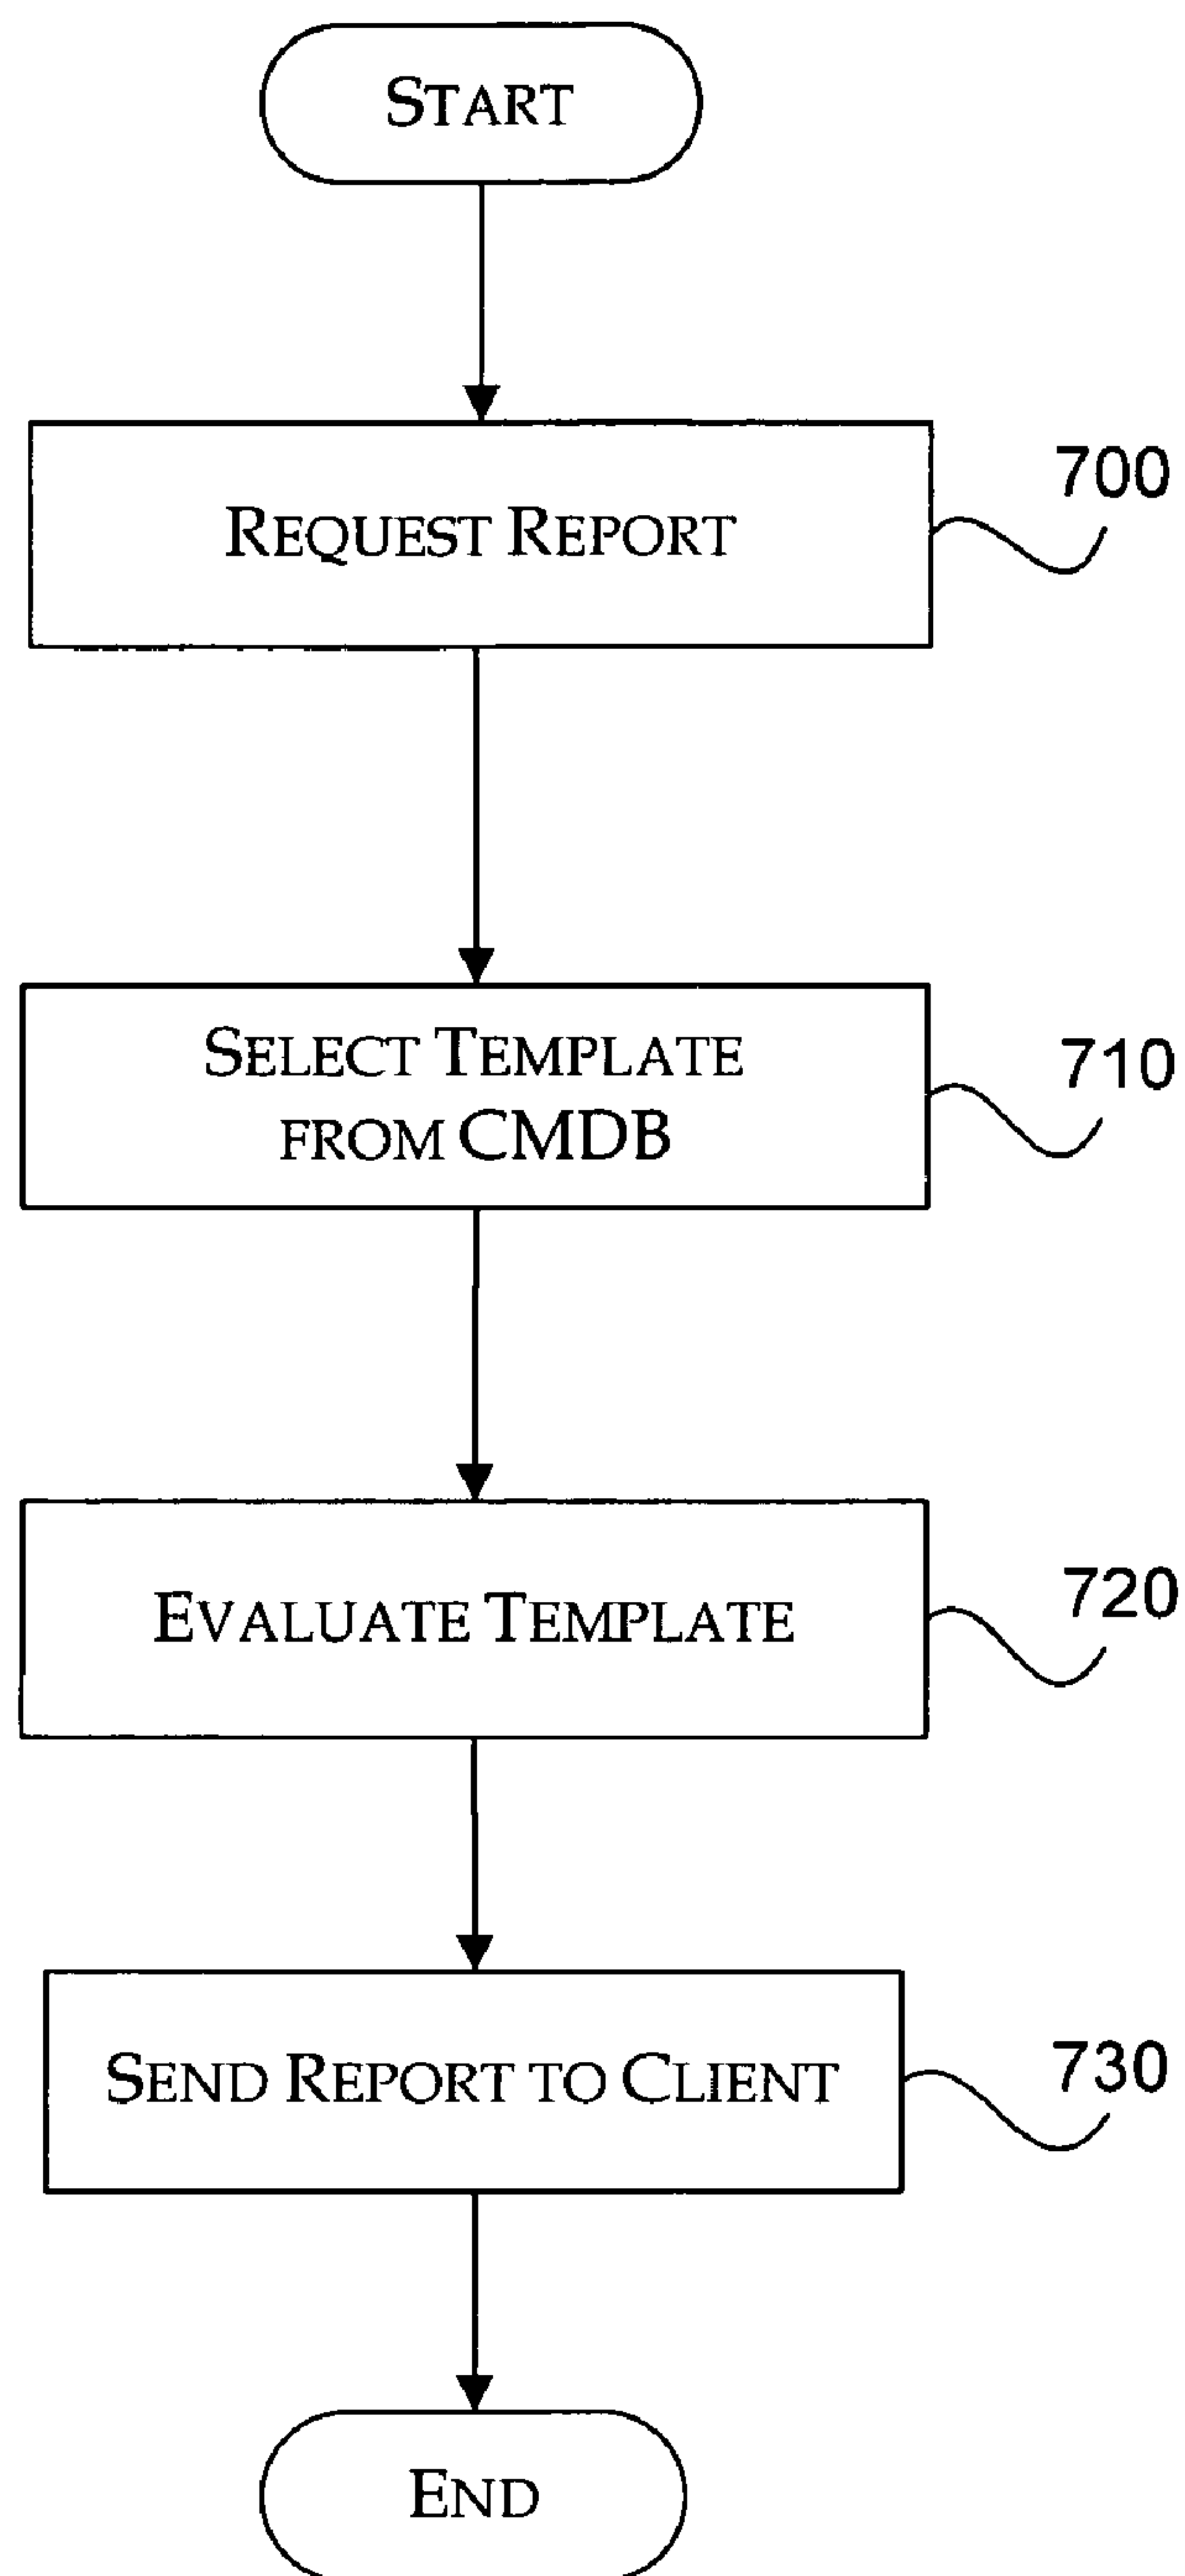 START
REQUEST REPORT
700
SELECT TEMPLATE
FROM CMDB
710
EVALUATE TEMPLATE
720
SEND REPORT TO CLIENT
730
END